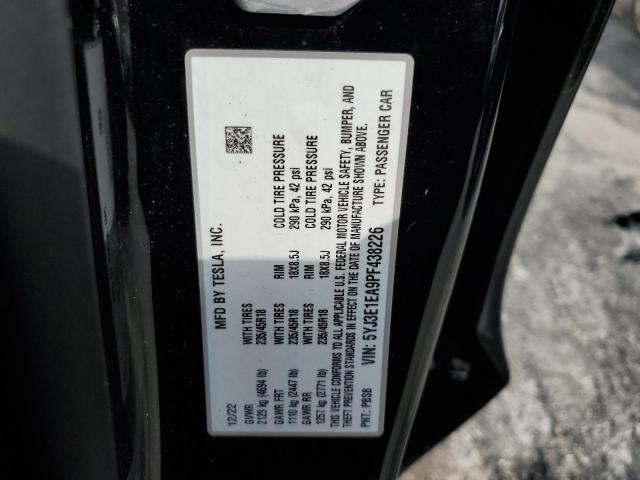 MFD BY TESLA, INC.
12/22
GVWR WITH TIRES RIM COLD TIRE PRESSURE
2129 kg (4694 lb) 235/45R18 18X8.5J 290 kPa, 42 psi
GAWR FRT WITH TIRES RIM COLD TIRE PRESSURE
1110 kg (2447 lb) 235/45R18 18X8.5J 290 kPa, 42 psi
GAWR RR WITH TIRES RIM COLD TIRE PRESSURE
1257 kg (2771 lb) 235/45R18 18X8.5J 290 kPa, 42 psi
THIS VEHICLE CONFORMS TO ALL APPLICABLE U.S. FEDERAL MOTOR VEHICLE SAFETY, BUMPER, AND
THEFT PREVENTION STANDARDS IN EFFECT ON THE DATE OF MANUFACTURE SHOWN ABOVE.
VIN: 5YJ3E1EA9PF438226 TYPE: PASSENGER CAR
PNT: PBSB